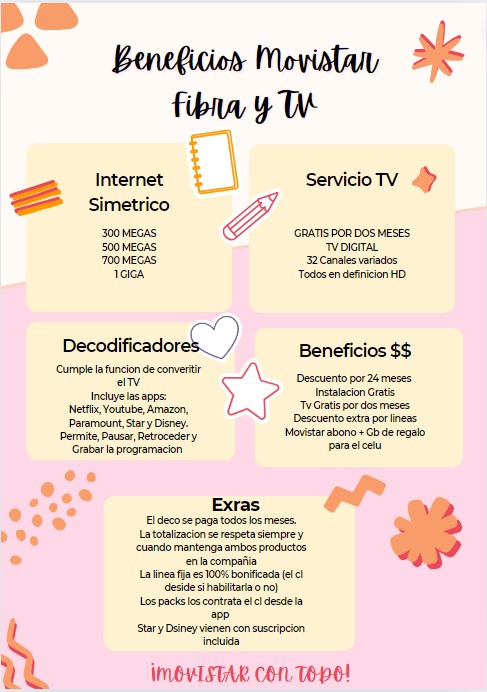 Beneficios Movistar
Fibra y TV
Internet
Simetrico
300 MEGAS
500 MEGAS
700 MEGAS
1 GIGA
Servicio TV
GRATIS POR DOS MESES
TV DIGITAL
32 Canales variados
Todos en definicion HD
Decodificadores
Cumple la funcion de converitir
el TV
Incluye las apps:
Netflix, Youtube, Amazon,
Paramount, Star y Disney.
Permite, Pausar, Retroceder y
Grabar la programacion
Beneficios $$
Descuento por 24 meses
Instalacion Gratis
Tv Gratis por dos meses
Descuento extra por lineas
Movistar abono + Gb de regalo
para el celu
Exras
El deco se paga todos los meses.
La totalizacion se respeta siempre y
cuando mantenga ambos productos
en la compañia
La linea fija es 100% bonificada (el cl
deside si habilitarla o no)
Los packs los contrata el cl desde la
app
Star y Dsiney vienen con suscripcion
incluida
¡MOVISTAR CON TODO!